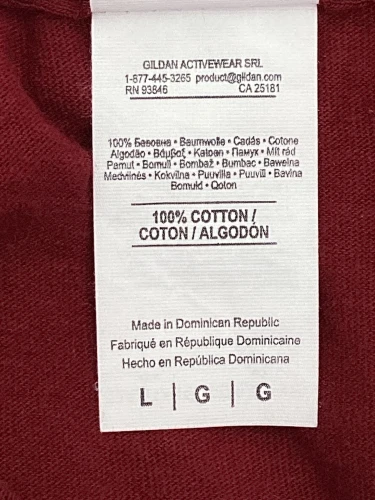 GILDAN ACTIVEWEAR SRL
1-877-445-3265 product@gildan.com
RN 93846 CA 25181
100% Бавовна • Baumwolle • Cadás • Cotone
Algodão • Βάμβαξ • Katoen • Памук • Mit rád
Pamut • Bomull • Bombaž • Bumbac • Bawełna
Medvilnės • Kokvilna • Puuvilla • Puuvill • Bavlna
Bomuld • Qoton
100% COTTON /
COTON / ALGODÓN
Made in Dominican Republic
Fabriqué en République Dominicaine
Hecho en República Dominicana
L | G | G